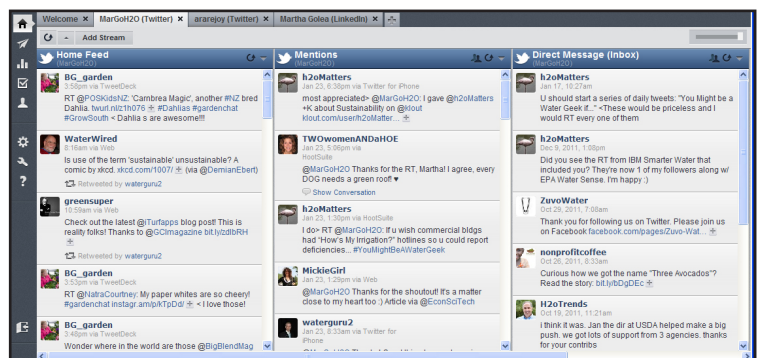 Welcome × MarGoH2O (Twitter) × ararejoy (Twitter) × Martha Golea (LinkedIn) ×
Add Stream
Home Feed
(MarGoH2O)
BG_garden
3:58pm via TweetDeck
RT @POSKidsNZ: 'Cambrea Magic', another #NZ bred
Dahlia. twurl.nl/z1h076 #Dahlias #gardenchat
#GrowSouth < Dahlia s are awesome!!!
WaterWired
8:16am via Web
Is use of the term 'sustainable' unsustainable? A
comic by xkcd. xkcd.com/1007/ (via @DemianEbert)
Retweeted by waterguru2
greensuper
10:59am via Web
Check out the latest @iTurfapps blog post! This is
reality folks! Thanks to @GCImagazine bit.ly/zdlbRH
Retweeted by waterguru2
BG_garden
3:53pm via TweetDeck
RT @NatraCourtney: My paper whites are so cheery!
#gardenchat instagr.am/p/kTpDd/ < I love those!
BG_garden
3:48pm via TweetDeck
Wonder where in the world are those @BigBlendMag
Mentions
(MarGoH2O)
h2oMatters
Jan 23, 6:38pm via Twitter for iPhone
most appreciated> @MarGoH2O: I gave @h2oMatters
+K about Sustainability on @klout
klout.com/user/h2oMatter...
TWOwomenANDaHOE
Jan 23, 5:06pm via
HootSuite
@MarGoH2O Thanks for the RT, Martha! I agree, every
DOG needs a green roof! ♥
Show Conversation
h2oMatters
Jan 23, 1:30pm via HootSuite
I do> RT @MarGoH2O: If u wish commercial bldgs
had "How's My Irrigation?" hotlines so u could report
deficiencies... #YouMightBeAWaterGeek
MickieGirl
Jan 23, 1:29pm via Web
@MarGoH2O Thanks for the shoutout! It's a matter
close to my heart too :) Article via @EconSciTech
waterguru2
Jan 23, 8:33am via Twitter for
iPhone
Direct Message (Inbox)
(MarGoH2O)
h2oMatters
Jan 17, 10:27am
U should start a series of daily tweets: "You Might be a
Water Geek if..." <These would be priceless and I
would RT every one of them
h2oMatters
Dec 9, 2011, 1:08pm
Did you see the RT from IBM Smarter Water that
included you? They're now 1 of my followers along w/
EPA Water Sense. I'm happy :)
ZuvoWater
Oct 29, 2011, 7:08am
Thank you for following us on Twitter. Please join us
on Facebook facebook.com/pages/Zuvo-Wat...
nonprofitcoffee
Oct 26, 2011, 8:33am
Curious how we got the name "Three Avocados"?
Read the story: bit.ly/bDgDEc
H2oTrends
Oct 19, 2011, 11:21am
i think it was. Jan the dir at USDA helped make a big
push. we got lots of support from 3 agencies. thanks
for your contribs